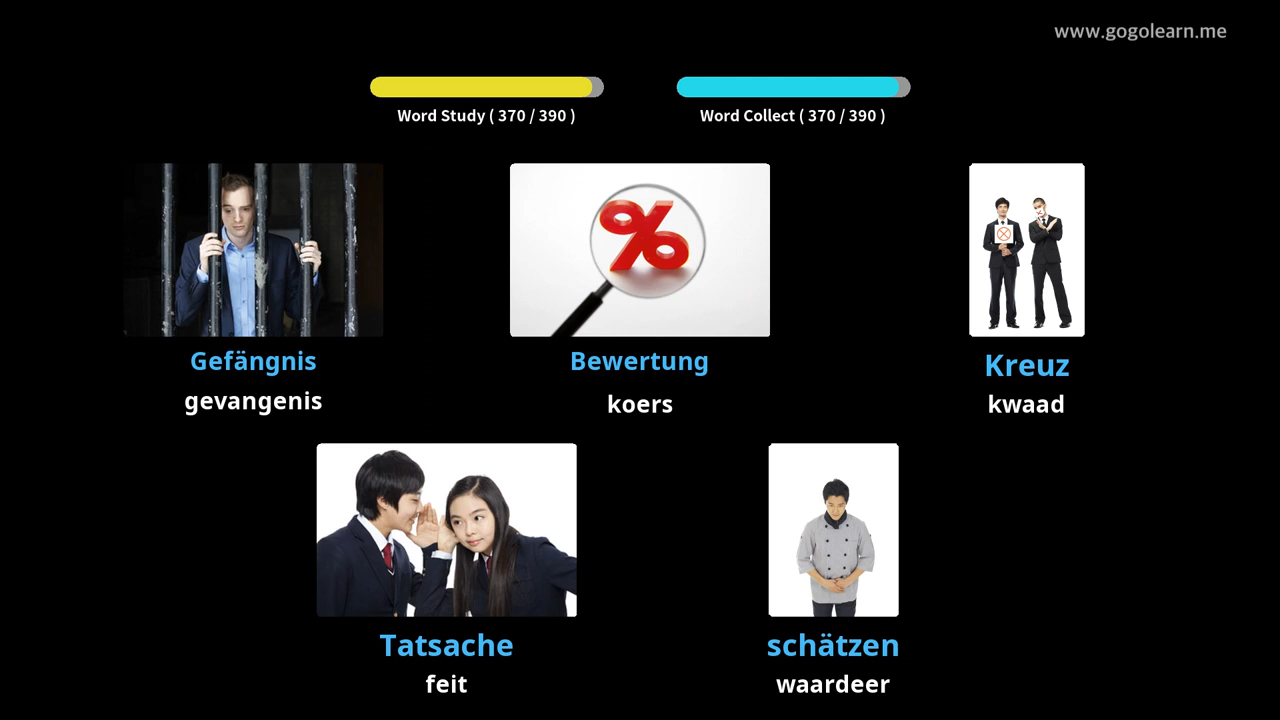 www.gogolearn.me
Word Study ( 370 / 390 )
Word Collect ( 370 / 390 )
Gefängnis
gevangenis
Bewertung
koers
Kreuz
kwaad
Tatsache
feit
schätzen
waardeer